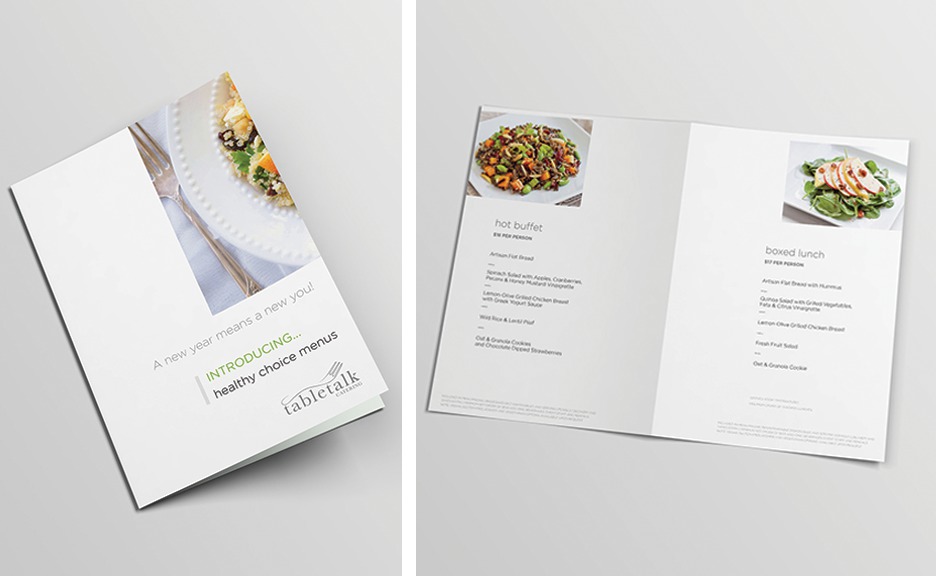 A new year means a new you!
INTRODUCING...
healthy choice menus
tabletalk
CATERING
hot buffet
$16 PER PERSON
Artisan Flat Bread
Spinach Salad with Apples, Cranberries,
Pecans & Honey Mustard Vinaigrette
Lemon-Olive Grilled Chicken Breast
with Greek Yogurt Sauce
Wild Rice & Lentil Pilaf
Oat & Granola Cookies
and Chocolate Dipped Strawberries
boxed lunch
$17 PER PERSON
Artisan Flat Bread with Hummus
Quinoa Salad with Grilled Vegetables,
Feta & Citrus Vinaigrette
Lemon-Olive Grilled Chicken Breast
Fresh Fruit Salad
Oat & Granola Cookie